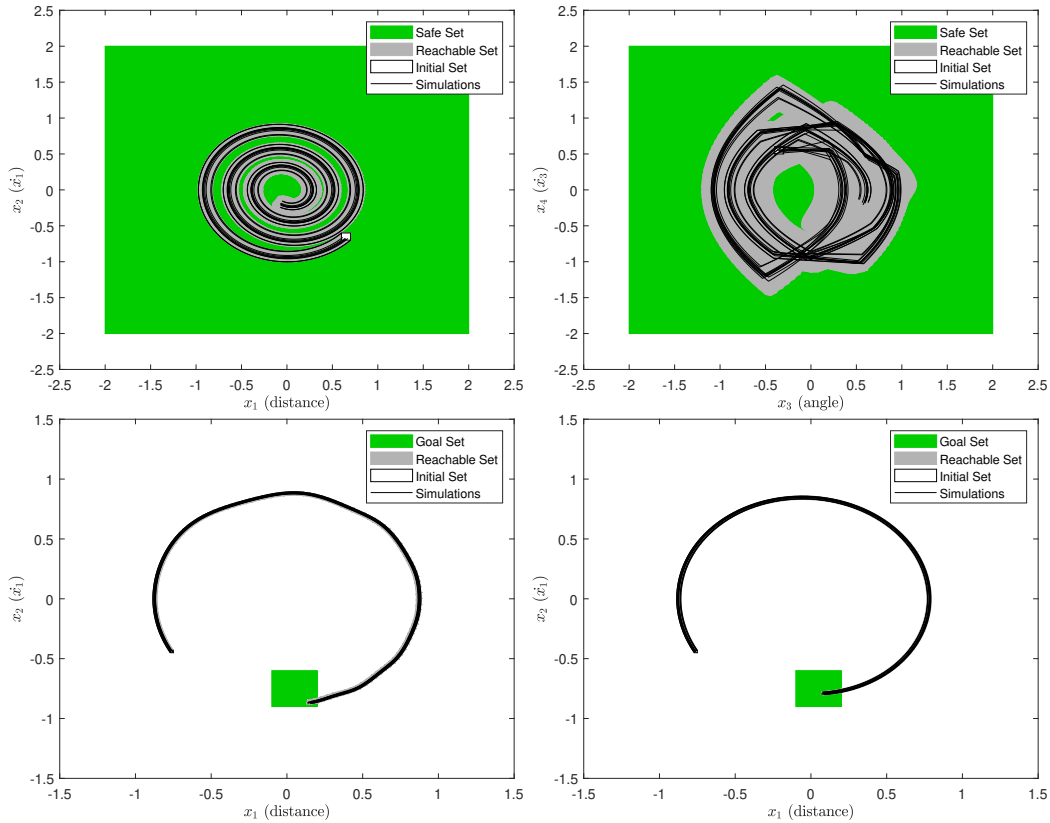 2.5
2
1.5
1
0.5
0
-0.5
-1
-1.5
-2
-2.5
-2.5 -2 -1.5 -1 -0.5 0 0.5 1 1.5 2 2.5
x₁ (distance)
x₂ (ẋ₁)
Safe Set
Reachable Set
Initial Set
Simulations
2.5
2
1.5
1
0.5
0
-0.5
-1
-1.5
-2
-2.5
-2.5 -2 -1.5 -1 -0.5 0 0.5 1 1.5 2 2.5
x₃ (angle)
x₄ (ẋ₃)
Safe Set
Reachable Set
Initial Set
Simulations
1.5
1
0.5
0
-0.5
-1
-1.5
-1.5 -1 -0.5 0 0.5 1 1.5
x₁ (distance)
x₂ (ẋ₁)
Goal Set
Reachable Set
Initial Set
Simulations
1.5
1
0.5
0
-0.5
-1
-1.5
-1.5 -1 -0.5 0 0.5 1 1.5
x₁ (distance)
x₂ (ẋ₁)
Goal Set
Reachable Set
Initial Set
Simulations